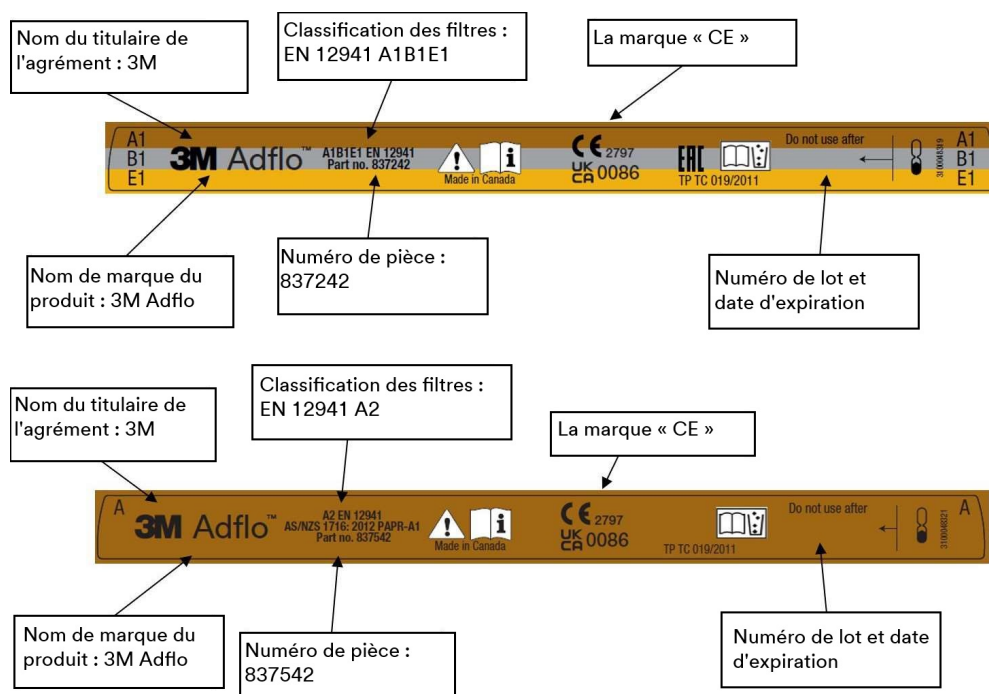 Nom du titulaire de
l'agrément : 3M
Classification des filtres :
EN 12941 A1B1E1
La marque « CE »
A1
B1
E1
3M Adflo™
A1B1E1 EN 12941
Part no. 837242
Made in Canada
CE 2797
UK
CA 0086
EAC
TP TC 019/2011
Do not use after
3100048319
A1
B1
E1
Nom de marque du
produit : 3M Adflo
Numéro de pièce :
837242
Numéro de lot et
date d'expiration
Nom du titulaire de
l'agrément : 3M
Classification des filtres :
EN 12941 A2
La marque « CE »
A
3M Adflo™
A2 EN 12941
AS/NZS 1716: 2012 PAPR-A1
Part no. 837542
Made in Canada
CE 2797
UK
CA 0086
TP TC 019/2011
Do not use after
3100048321
A
Nom de marque du
produit : 3M Adflo
Numéro de pièce :
837542
Numéro de lot et date
d'expiration